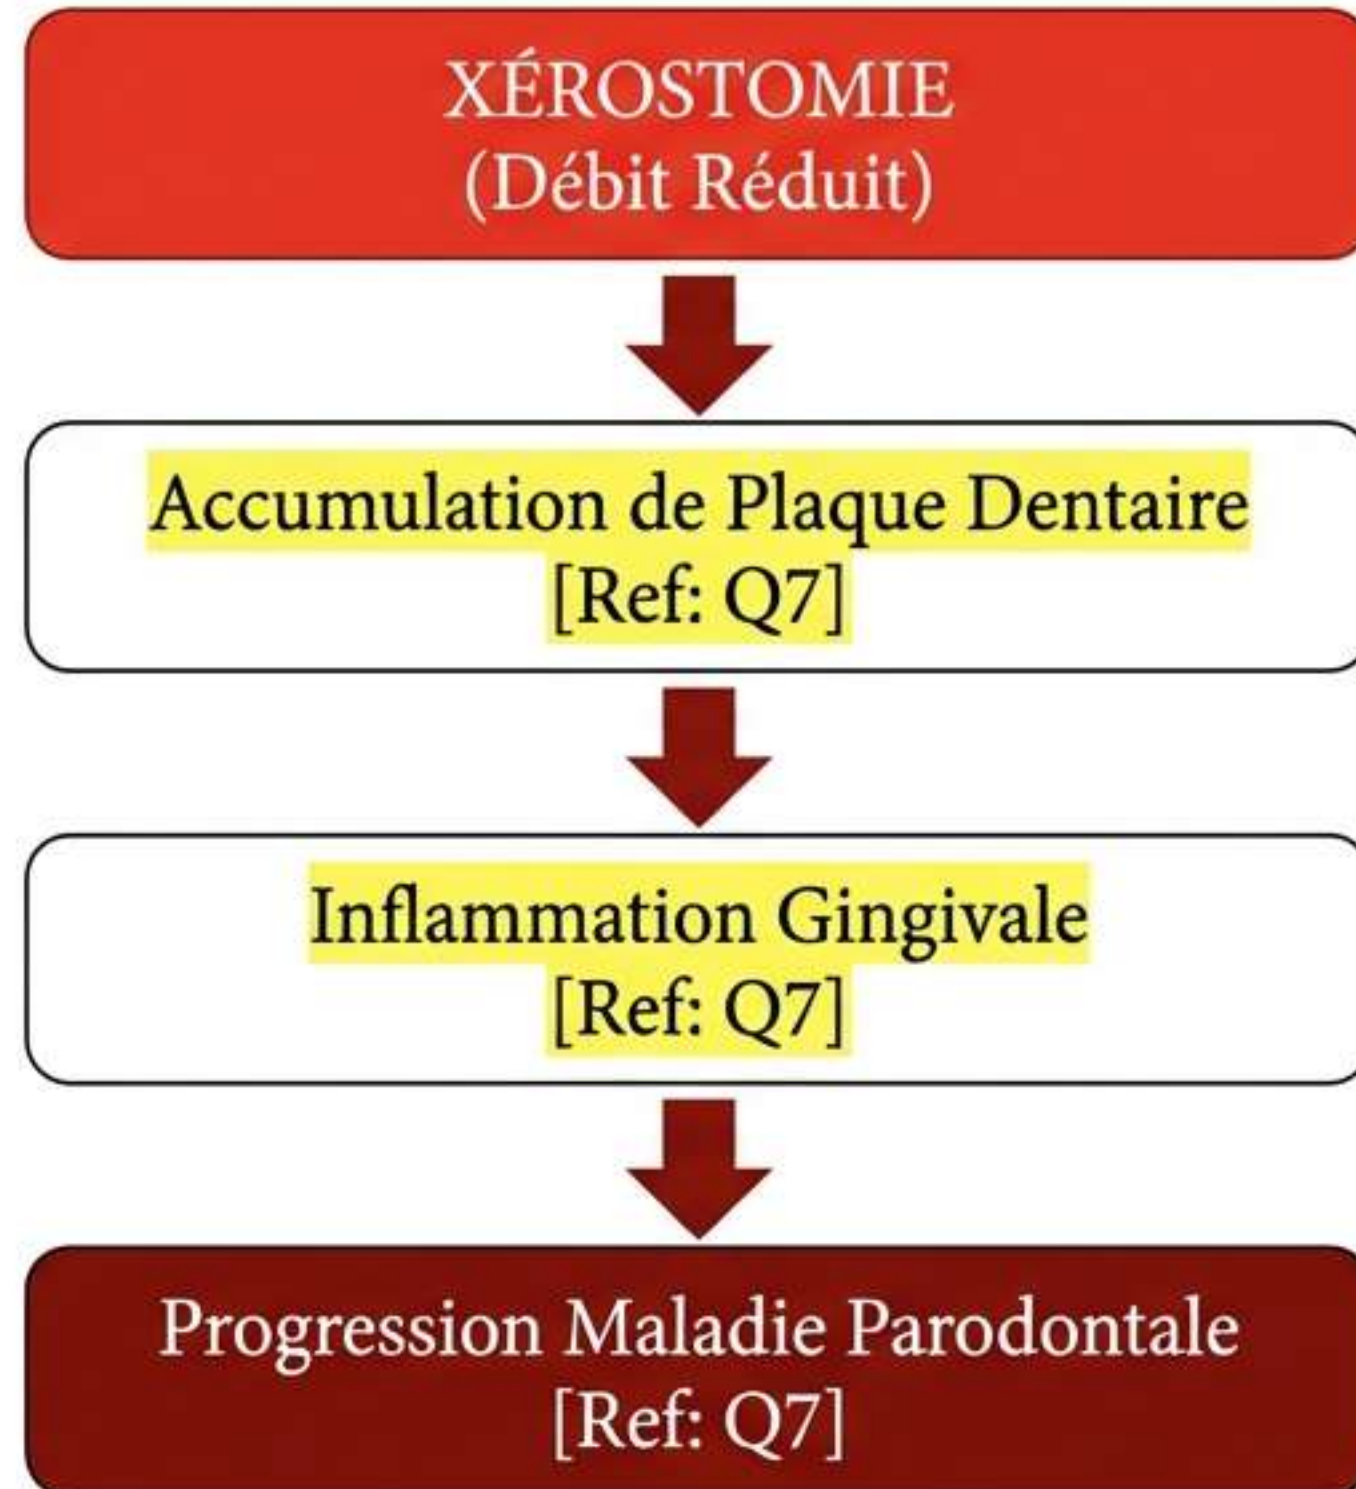 XÉROSTOMIE
(Débit Réduit)
Accumulation de Plaque Dentaire
[Ref: Q7]
Inflammation Gingivale
[Ref: Q7]
Progression Maladie Parodontale
[Ref: Q7]